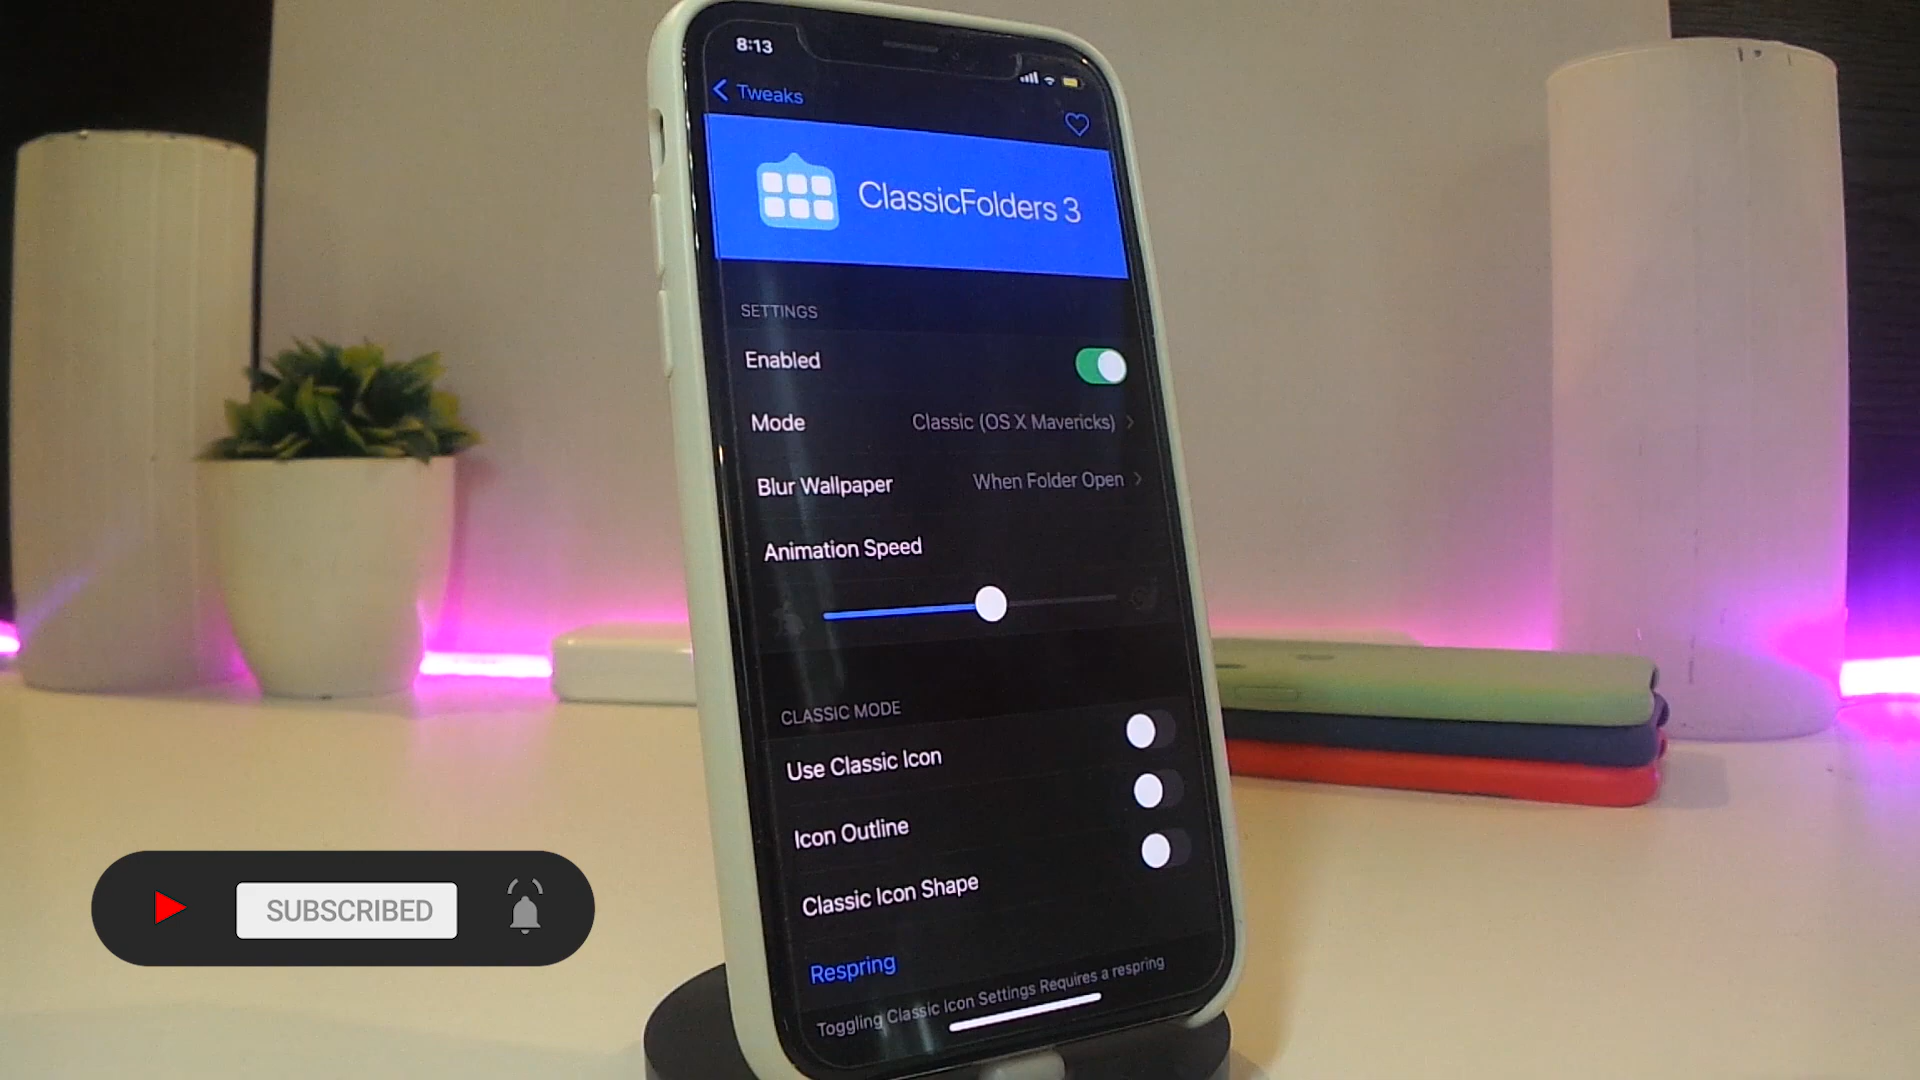 8:13
Tweaks
ClassicFolders 3
SETTINGS
Enabled
Mode Classic (OS X Mavericks)
Blur Wallpaper When Folder Open
Animation Speed
CLASSIC MODE
Use Classic Icon
Icon Outline
Classic Icon Shape
Respring
Toggling Classic Icon Settings Requires a respring
SUBSCRIBED